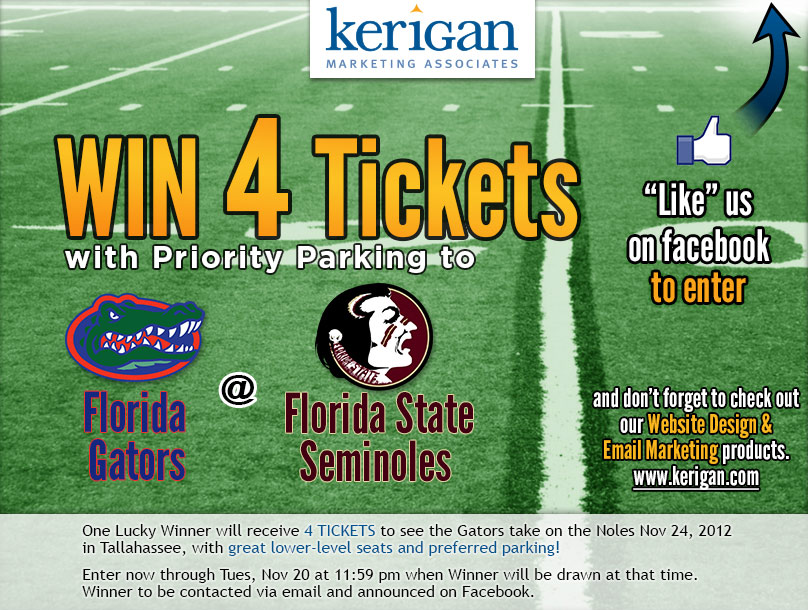 kerigan
MARKETING ASSOCIATES
WIN 4 Tickets
with Priority Parking to
"Like" us
on facebook
to enter
FLORIDA STATE
Florida
Gators
@
Florida State
Seminoles
and don't forget to check out
our Website Design &
Email Marketing products.
www.kerigan.com
One Lucky Winner will receive 4 TICKETS to see the Gators take on the Noles Nov 24, 2012
in Tallahassee, with great lower-level seats and preferred parking!
Enter now through Tues, Nov 20 at 11:59 pm when Winner will be drawn at that time.
Winner to be contacted via email and announced on Facebook.